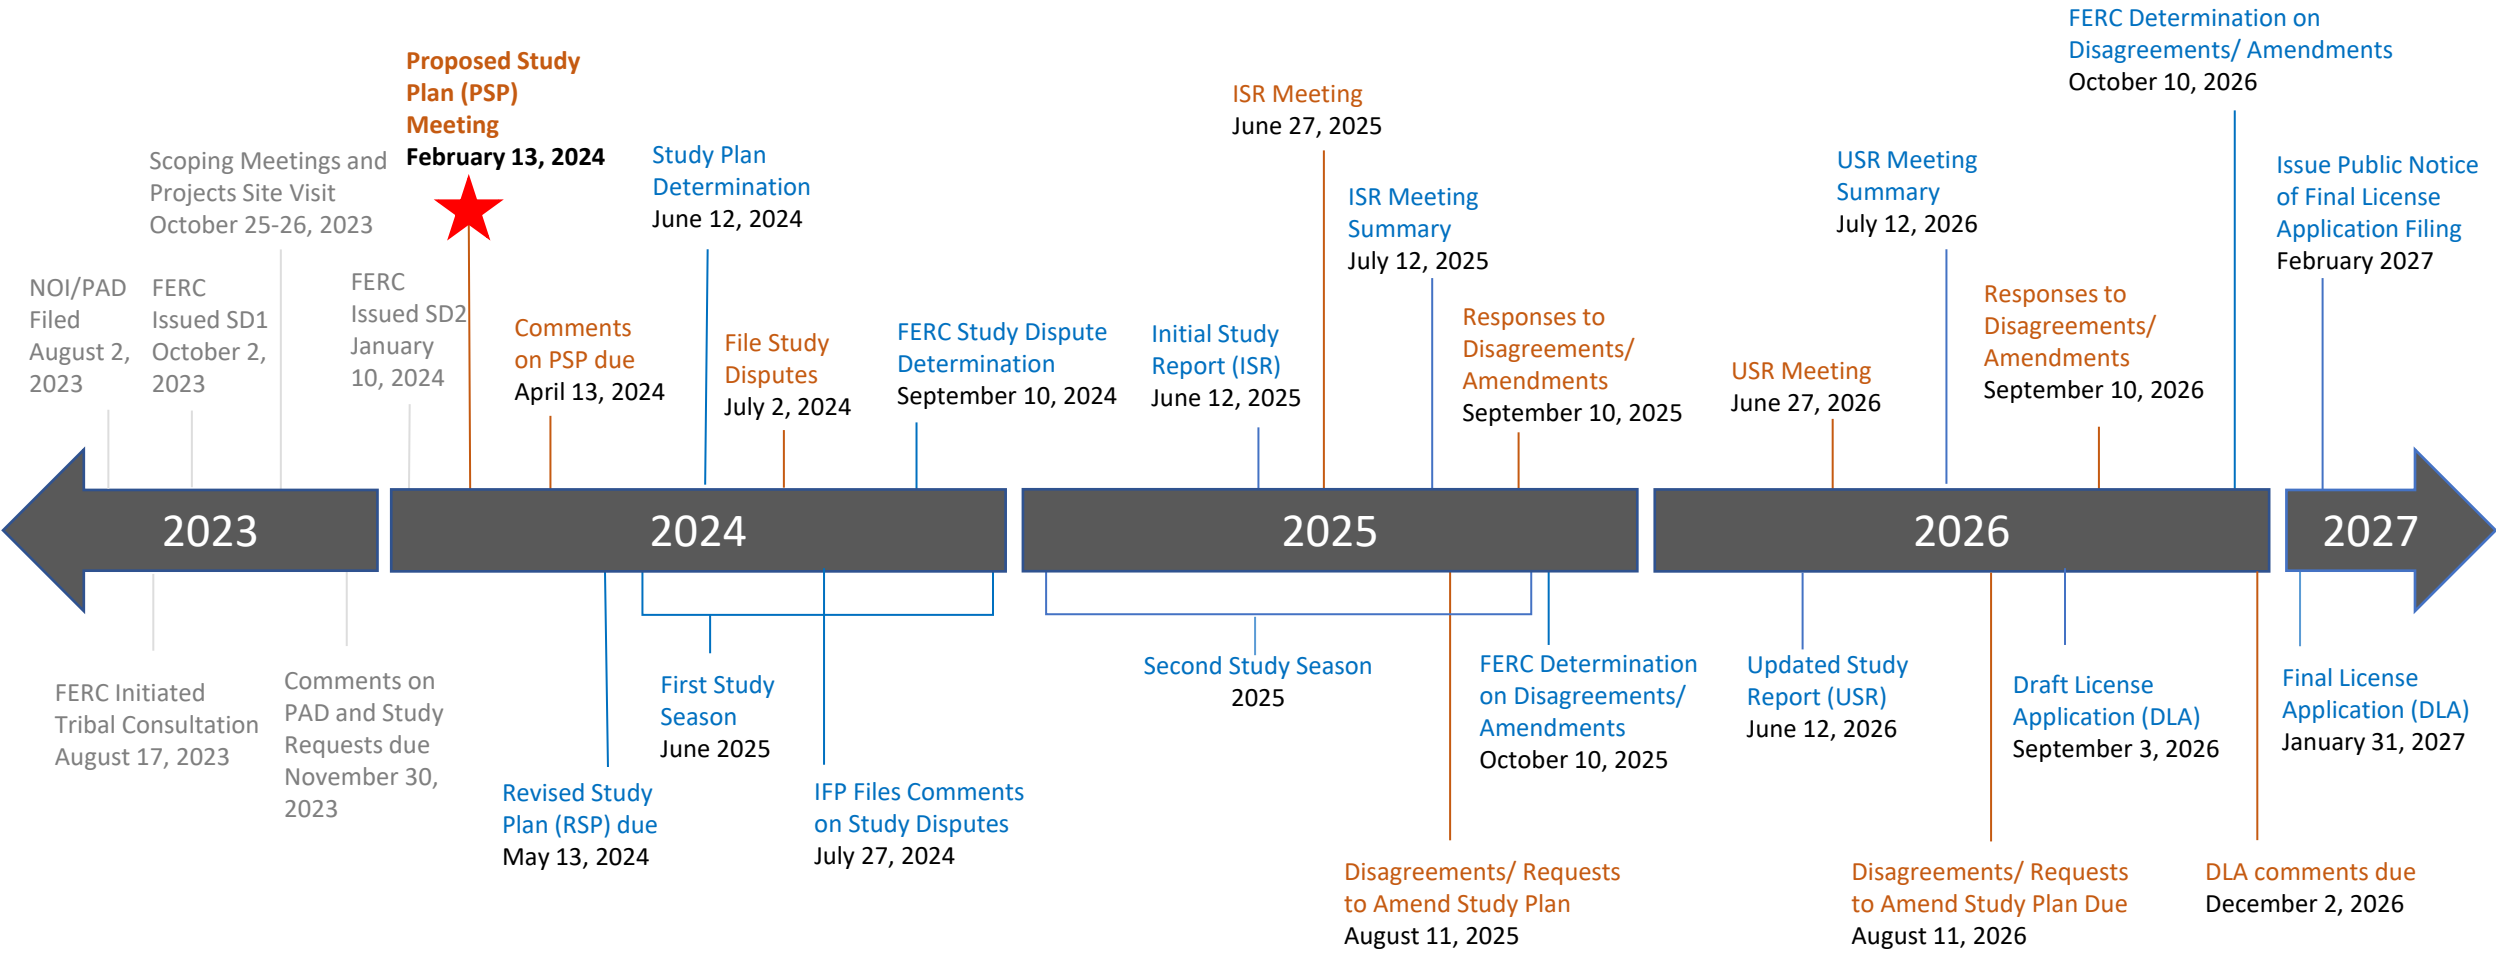 FERC Determination on
Disagreements/ Amendments
October 10, 2026
Proposed Study
Plan (PSP)
Meeting
February 13, 2024
ISR Meeting
June 27, 2025
Scoping Meetings and
Projects Site Visit
October 25-26, 2023
Study Plan
Determination
June 12, 2024
ISR Meeting
Summary
July 12, 2025
USR Meeting
Summary
July 12, 2026
Issue Public Notice
of Final License
Application Filing
February 2027
NOI/PAD
Filed
August 2,
2023
FERC
Issued SD1
October 2,
2023
FERC
Issued SD2
January
10, 2024
Comments
on PSP due
April 13, 2024
File Study
Disputes
July 2, 2024
FERC Study Dispute
Determination
September 10, 2024
Initial Study
Report (ISR)
June 12, 2025
Responses to
Disagreements/
Amendments
September 10, 2025
USR Meeting
June 27, 2026
Responses to
Disagreements/
Amendments
September 10, 2026
2023
2024
2025
2026
2027
FERC Initiated
Tribal Consultation
August 17, 2023
Comments on
PAD and Study
Requests due
November 30,
2023
Revised Study
Plan (RSP) due
May 13, 2024
First Study
Season
June 2025
IFP Files Comments
on Study Disputes
July 27, 2024
Second Study Season
2025
Disagreements/ Requests
to Amend Study Plan
August 11, 2025
FERC Determination
on Disagreements/
Amendments
October 10, 2025
Updated Study
Report (USR)
June 12, 2026
Disagreements/ Requests
to Amend Study Plan Due
August 11, 2026
Draft License
Application (DLA)
September 3, 2026
DLA comments due
December 2, 2026
Final License
Application (DLA)
January 31, 2027